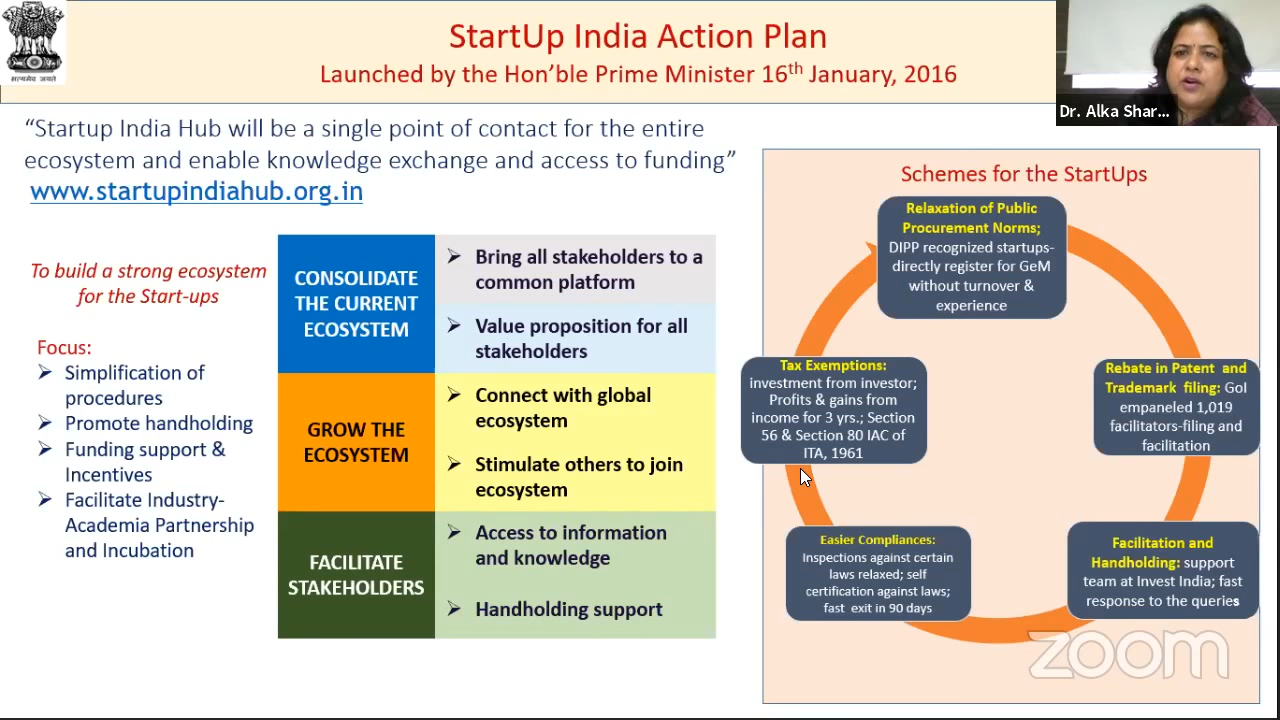 StartUp India Action Plan
Launched by the Hon'ble Prime Minister 16th January, 2016
सत्यमेव जयते
Dr. Alka Shar...
“Startup India Hub will be a single point of contact for the entire
ecosystem and enable knowledge exchange and access to funding”
www.startupindiahub.org.in
To build a strong ecosystem
for the Start-ups
Focus:
Simplification of
procedures
Promote handholding
Funding support &
Incentives
Facilitate Industry-
Academia Partnership
and Incubation
CONSOLIDATE
THE CURRENT
ECOSYSTEM
Bring all stakeholders to a
common platform
Value proposition for all
stakeholders
GROW THE
ECOSYSTEM
Connect with global
ecosystem
Stimulate others to join
ecosystem
FACILITATE
STAKEHOLDERS
Access to information
and knowledge
Handholding support
Schemes for the StartUps
Relaxation of Public
Procurement Norms;
DIPP recognized startups-
directly register for GeM
without turnover &
experience
Rebate in Patent and
Trademark filing: GoI
empaneled 1,019
facilitators-filing and
facilitation
Facilitation and
Handholding: support
team at Invest India; fast
response to the queries
Easier Compliances:
Inspections against certain
laws relaxed; self
certification against laws;
fast exit in 90 days
Tax Exemptions:
investment from investor;
Profits & gains from
income for 3 yrs.; Section
56 & Section 80 IAC of
ITA, 1961
zoom